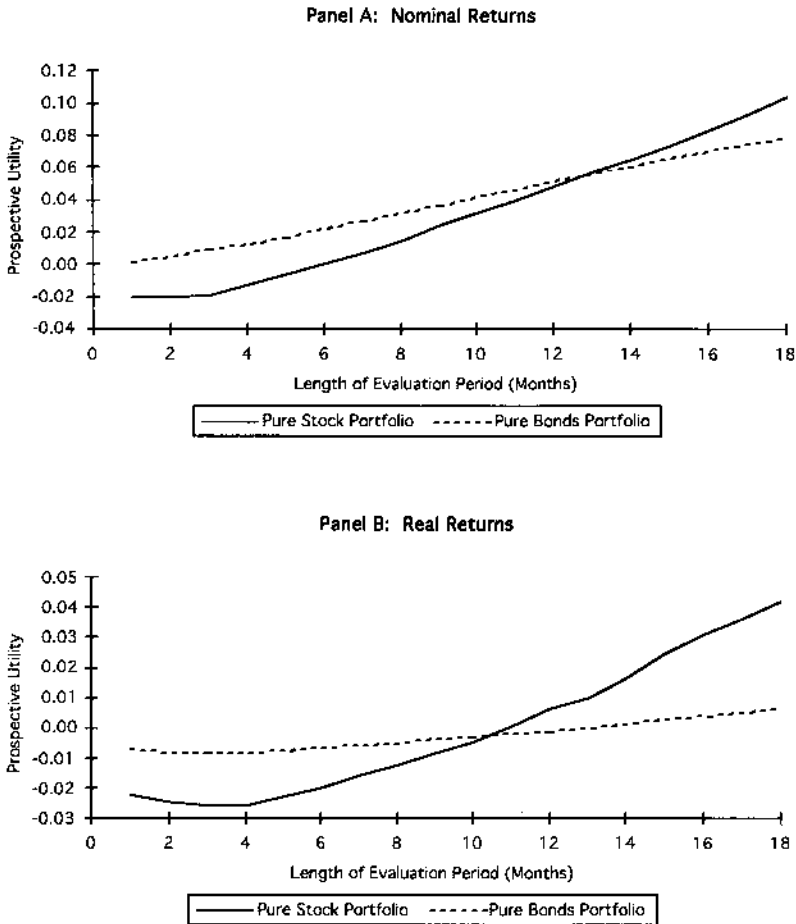 Panel A: Nominal Returns
0.12
0.10
0.08
0.06
0.04
0.02
0.00
-0.02
-0.04
Prospective Utility
0 2 4 6 8 10 12 14 16 18
Length of Evaluation Period (Months)
Pure Stock Portfolio Pure Bonds Portfolio
Panel B: Real Returns
0.05
0.04
0.03
0.02
0.01
0.00
-0.01
-0.02
-0.03
Prospective Utility
0 2 4 6 8 10 12 14 16 18
Length of Evaluation Period (Months)
Pure Stock Portfolio Pure Bonds Portfolio